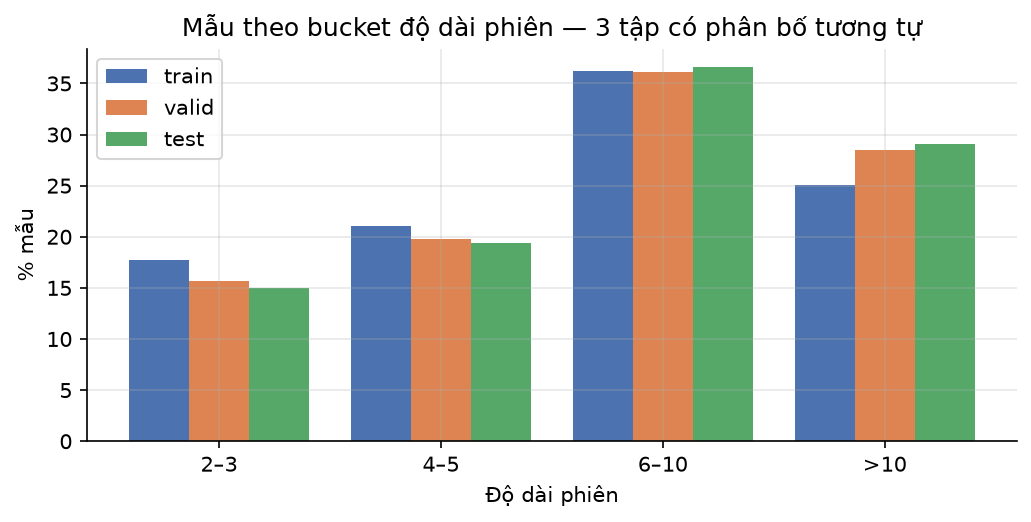 Mẫu theo bucket độ dài phiên — 3 tập có phân bố tương tự
train
valid
test
% mẫu
35
30
25
20
15
10
5
0
2–3
4–5
6–10
>10
Độ dài phiên